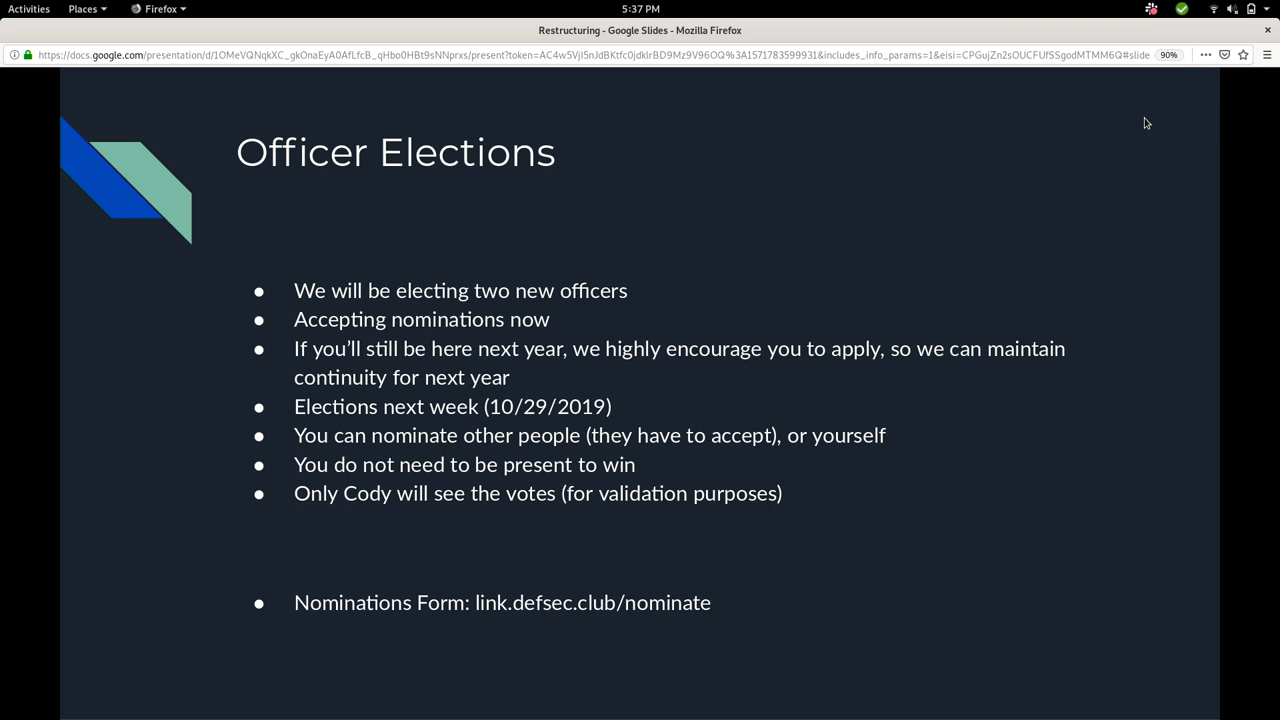 Activities Places Firefox 5:37 PM
Restructuring - Google Slides - Mozilla Firefox
90%
Officer Elections
● We will be electing two new officers
● Accepting nominations now
● If you’ll still be here next year, we highly encourage you to apply, so we can maintain
continuity for next year
● Elections next week (10/29/2019)
● You can nominate other people (they have to accept), or yourself
● You do not need to be present to win
● Only Cody will see the votes (for validation purposes)
● Nominations Form: link.defsec.club/nominate